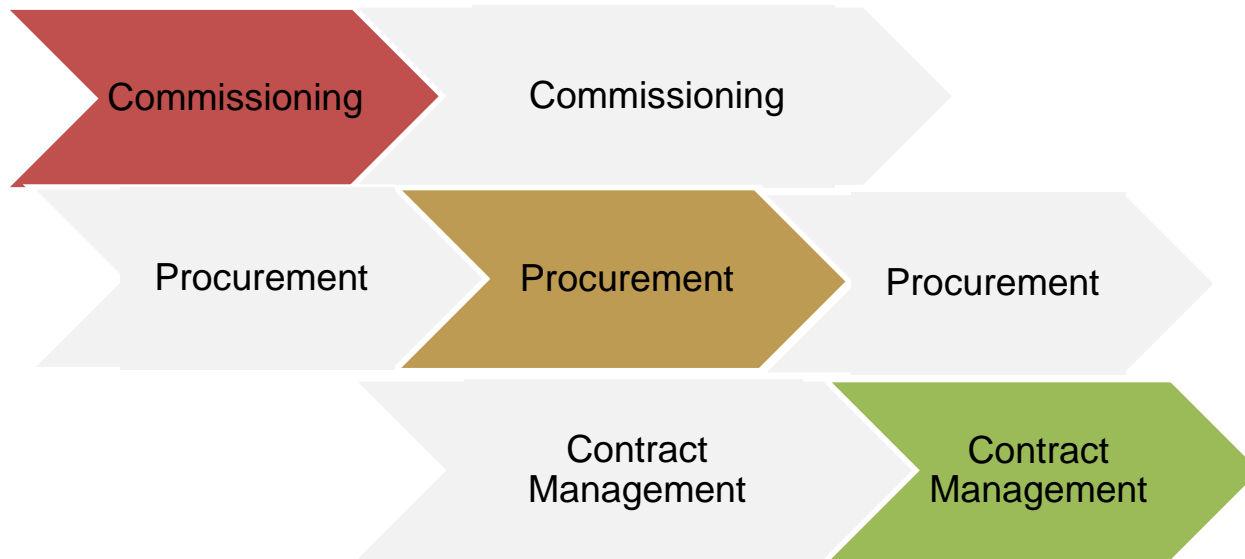 Commissioning
Commissioning
Procurement
Procurement
Procurement
Contract
Management
Contract
Management